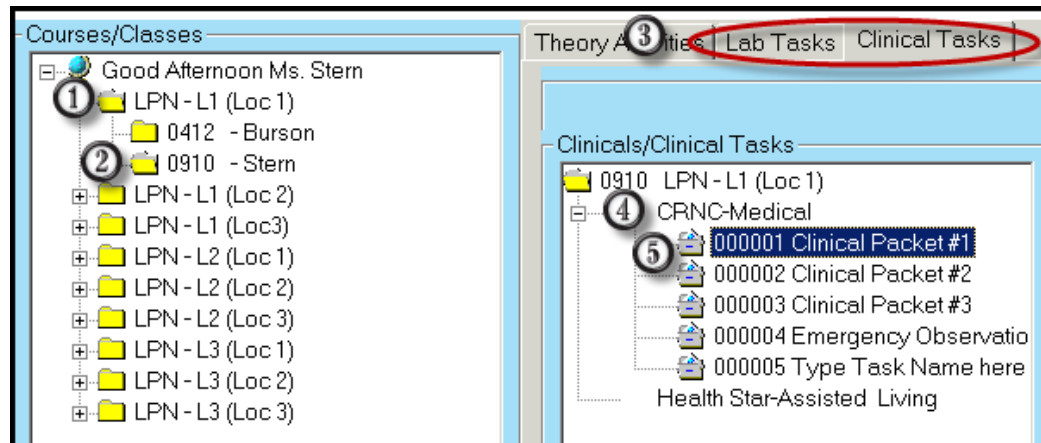 Courses/Classes
Good Afternoon Ms. Stern
1
LPN - L1 (Loc 1)
0412 - Burson
2
0910 - Stern
LPN - L1 (Loc 2)
LPN - L1 (Loc3)
LPN - L2 (Loc 1)
LPN - L2 (Loc 2)
LPN - L2 (Loc 3)
LPN - L3 (Loc 1)
LPN - L3 (Loc 2)
LPN - L3 (Loc 3)
Theory A 3 ities Lab Tasks Clinical Tasks
Clinicals/Clinical Tasks
0910 LPN - L1 (Loc 1)
4
CRNC-Medical
5
000001 Clinical Packet #1
000002 Clinical Packet #2
000003 Clinical Packet #3
000004 Emergency Observatio
000005 Type Task Name here
Health Star-Assisted Living